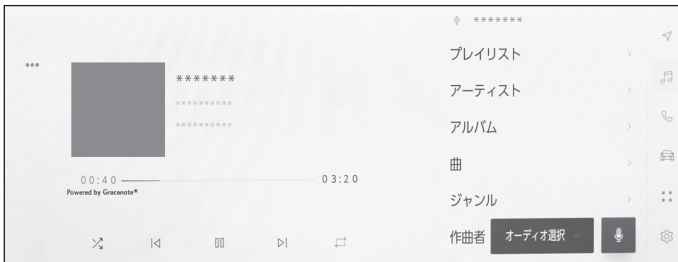 *******
**********
**********
00:40
03:20
Powered by Gracenote®
*******
プレイリスト
アーティスト
アルバム
曲
ジャンル
作曲者
オーディオ選択